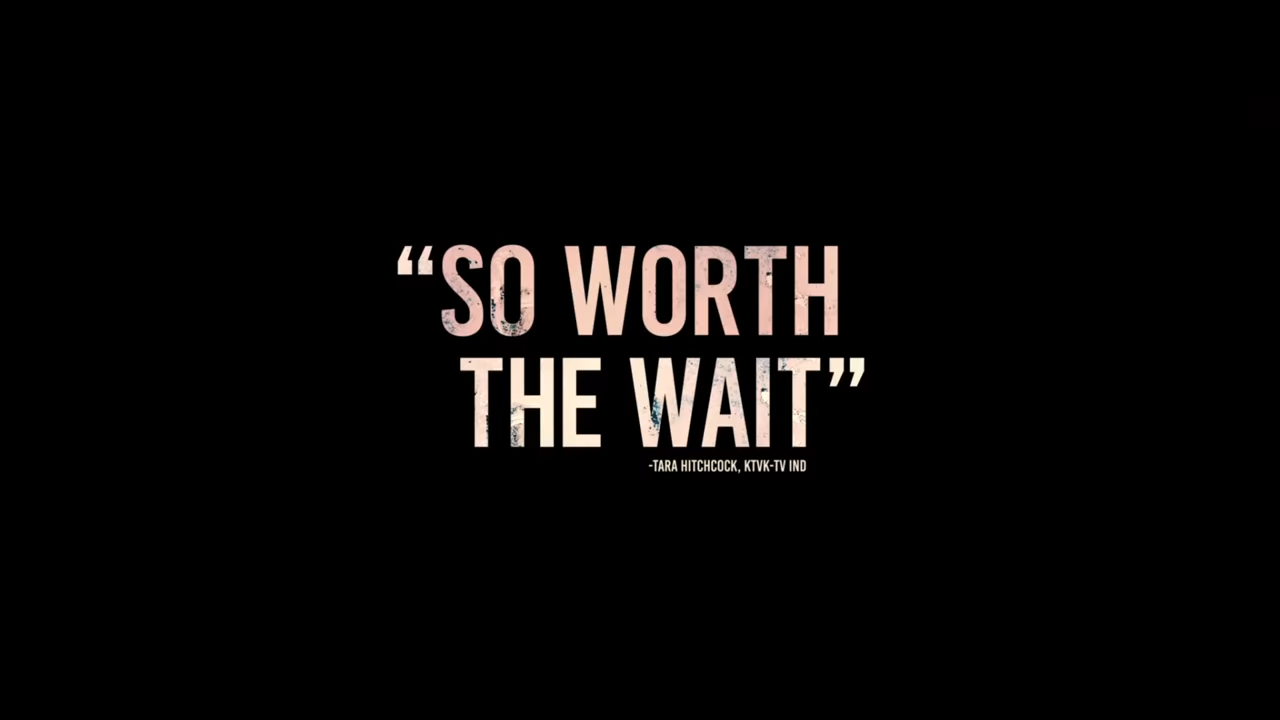 “SO WORTH
THE WAIT”
-TARA HITCHCOCK, KTVK-TV IND